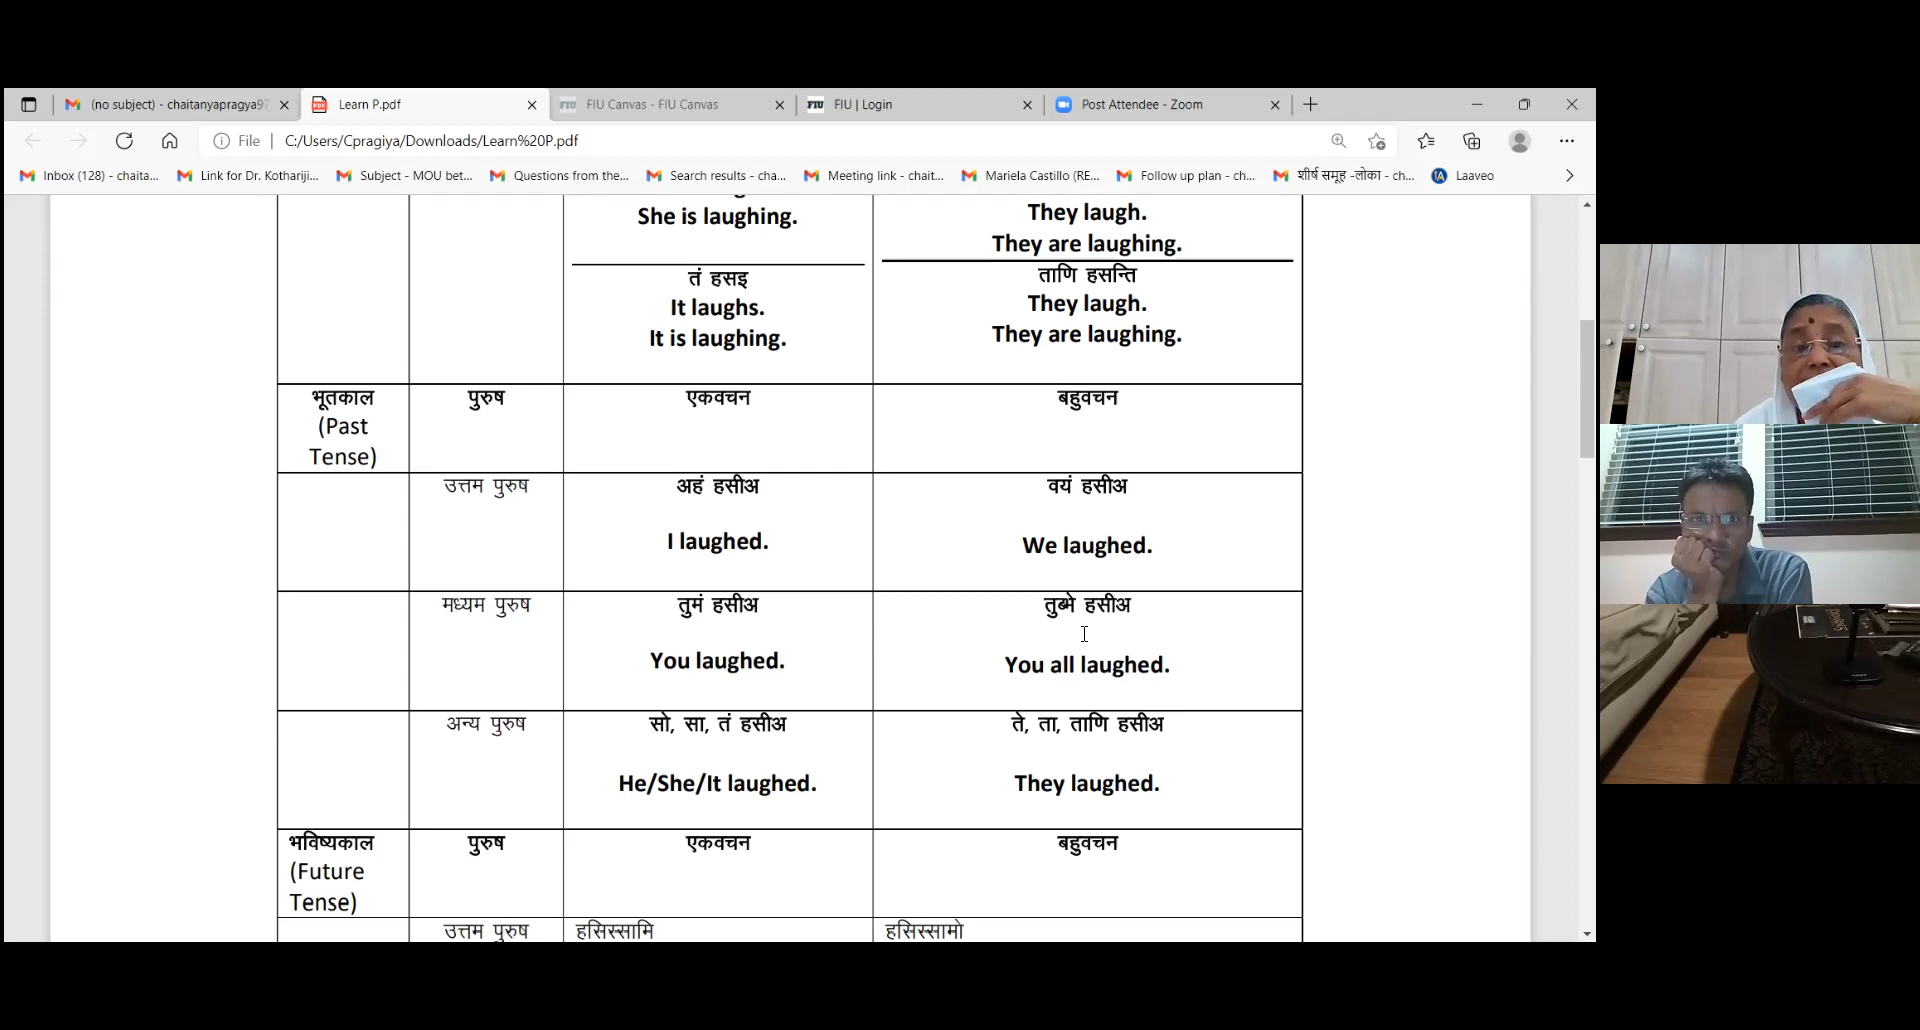 (no subject) - chaitanyapragya97
Learn P.pdf
FIU Canvas - FIU Canvas
FIU | Login
Post Attendee - Zoom
File | C:/Users/Cpragiya/Downloads/Learn%20P.pdf
Inbox (128) - chaita...
Link for Dr. Kothariji...
Subject - MOU bet...
Questions from the...
Search results - cha...
Meeting link - chait...
Mariela Castillo (RE...
Follow up plan - ch...
शीर्ष समूह -लोका - ch...
Laaveo
She is laughing.
They laugh.
They are laughing.
तं हसइ
It laughs.
It is laughing.
ताणि हसन्ति
They laugh.
They are laughing.
भूतकाल
(Past
Tense)
पुरुष
एकवचन
बहुवचन
उत्तम पुरुष
अहं हसीअ
I laughed.
वयं हसीअ
We laughed.
मध्यम पुरुष
तुमं हसीअ
You laughed.
तुब्भे हसीअ
You all laughed.
अन्य पुरुष
सो, सा, तं हसीअ
He/She/It laughed.
ते, ता, ताणि हसीअ
They laughed.
भविष्यकाल
(Future
Tense)
पुरुष
एकवचन
बहुवचन
उत्तम पुरुष
हसिस्सामि
हसिस्सामो